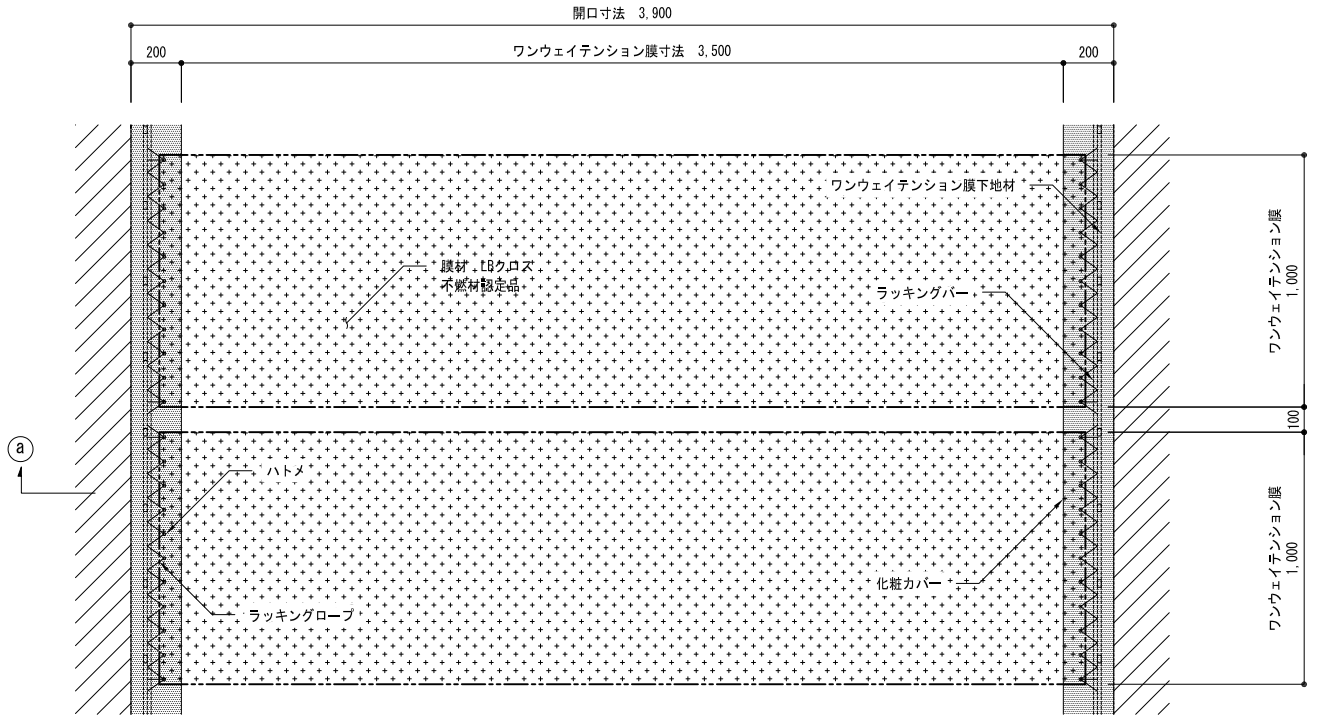 開口寸法 3,900
200
ワンウェイテンション膜寸法 3,500
200
ワンウェイテンション膜下地材
膜材 . LBクロス
不燃材認定品
ラッキングバー
ワンウェイテンション膜
1,000
100
a
ハトメ
ワンウェイテンション膜
1,000
化粧カバー
ラッキングロープ